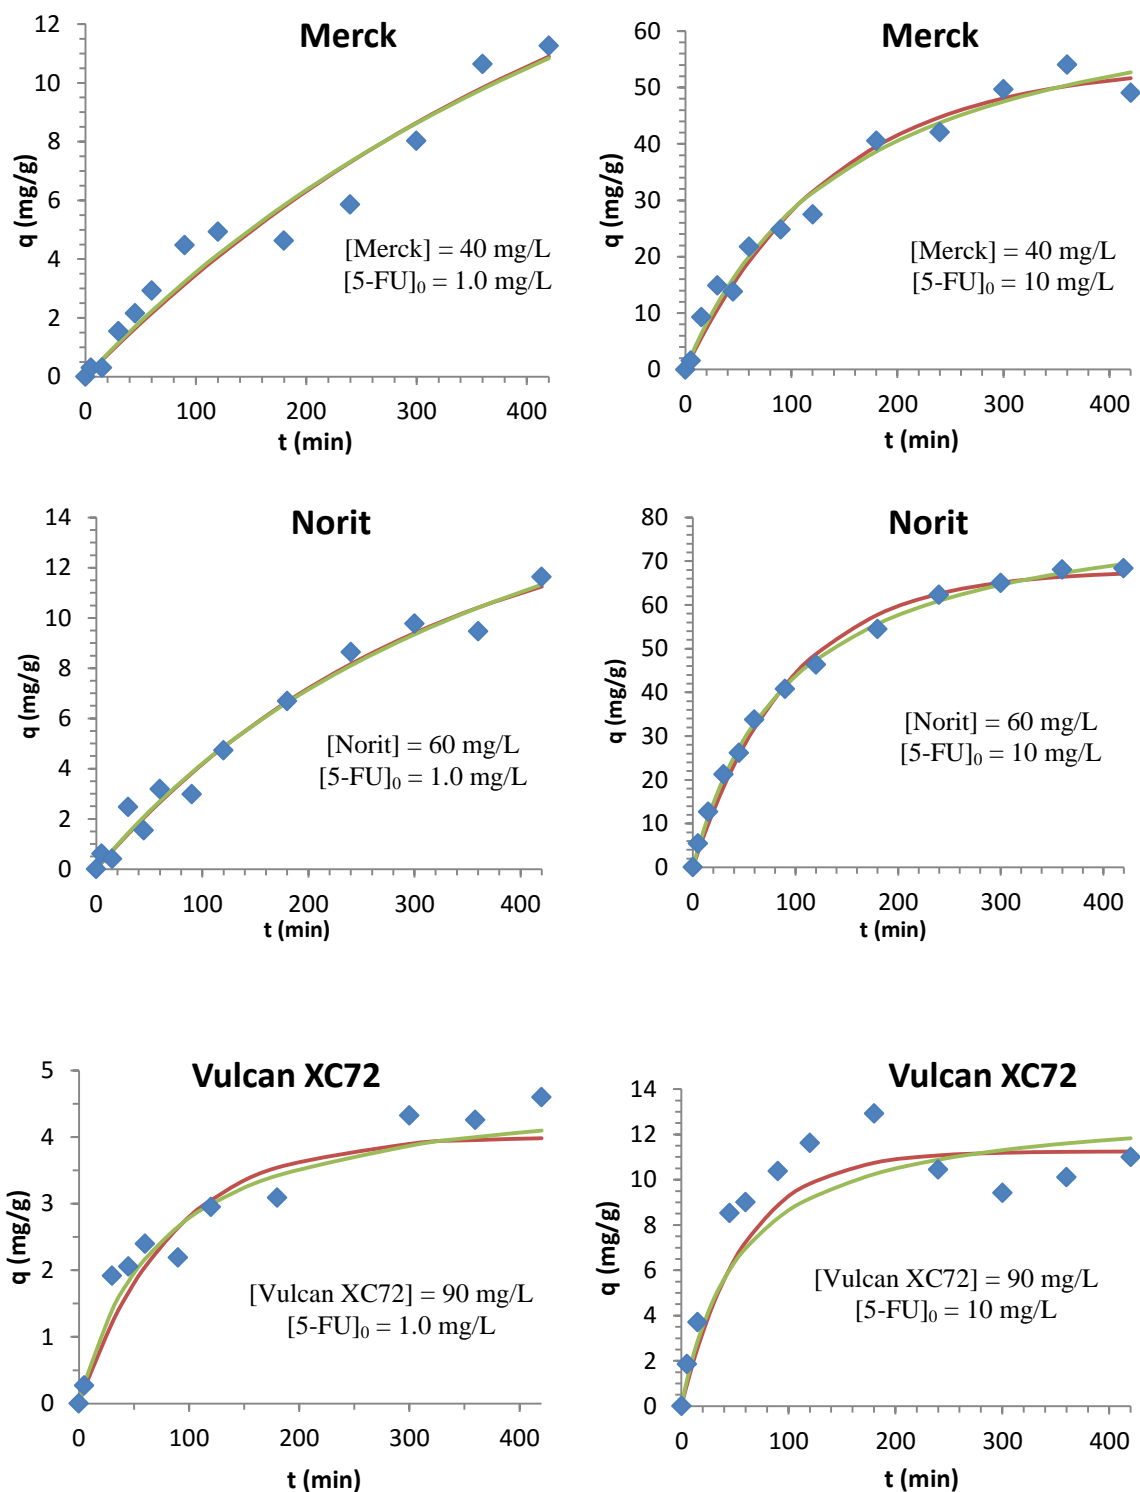 Merck
12
10
8
6
4
2
0
q (mg/g)
[Merck] = 40 mg/L
[5-FU]0 = 1.0 mg/L
0 100 200 300 400
t (min)
Merck
60
50
40
30
20
10
0
q (mg/g)
[Merck] = 40 mg/L
[5-FU]0 = 10 mg/L
0 100 200 300 400
t (min)
Norit
14
12
10
8
6
4
2
0
q (mg/g)
[Norit] = 60 mg/L
[5-FU]0 = 1.0 mg/L
0 100 200 300 400
t (min)
Norit
80
70
60
50
40
30
20
10
0
q (mg/g)
[Norit] = 60 mg/L
[5-FU]0 = 10 mg/L
0 100 200 300 400
t (min)
Vulcan XC72
5
4
3
2
1
0
q (mg/g)
[Vulcan XC72] = 90 mg/L
[5-FU]0 = 1.0 mg/L
0 100 200 300 400
t (min)
Vulcan XC72
14
12
10
8
6
4
2
0
q (mg/g)
[Vulcan XC72] = 90 mg/L
[5-FU]0 = 10 mg/L
0 100 200 300 400
t (min)